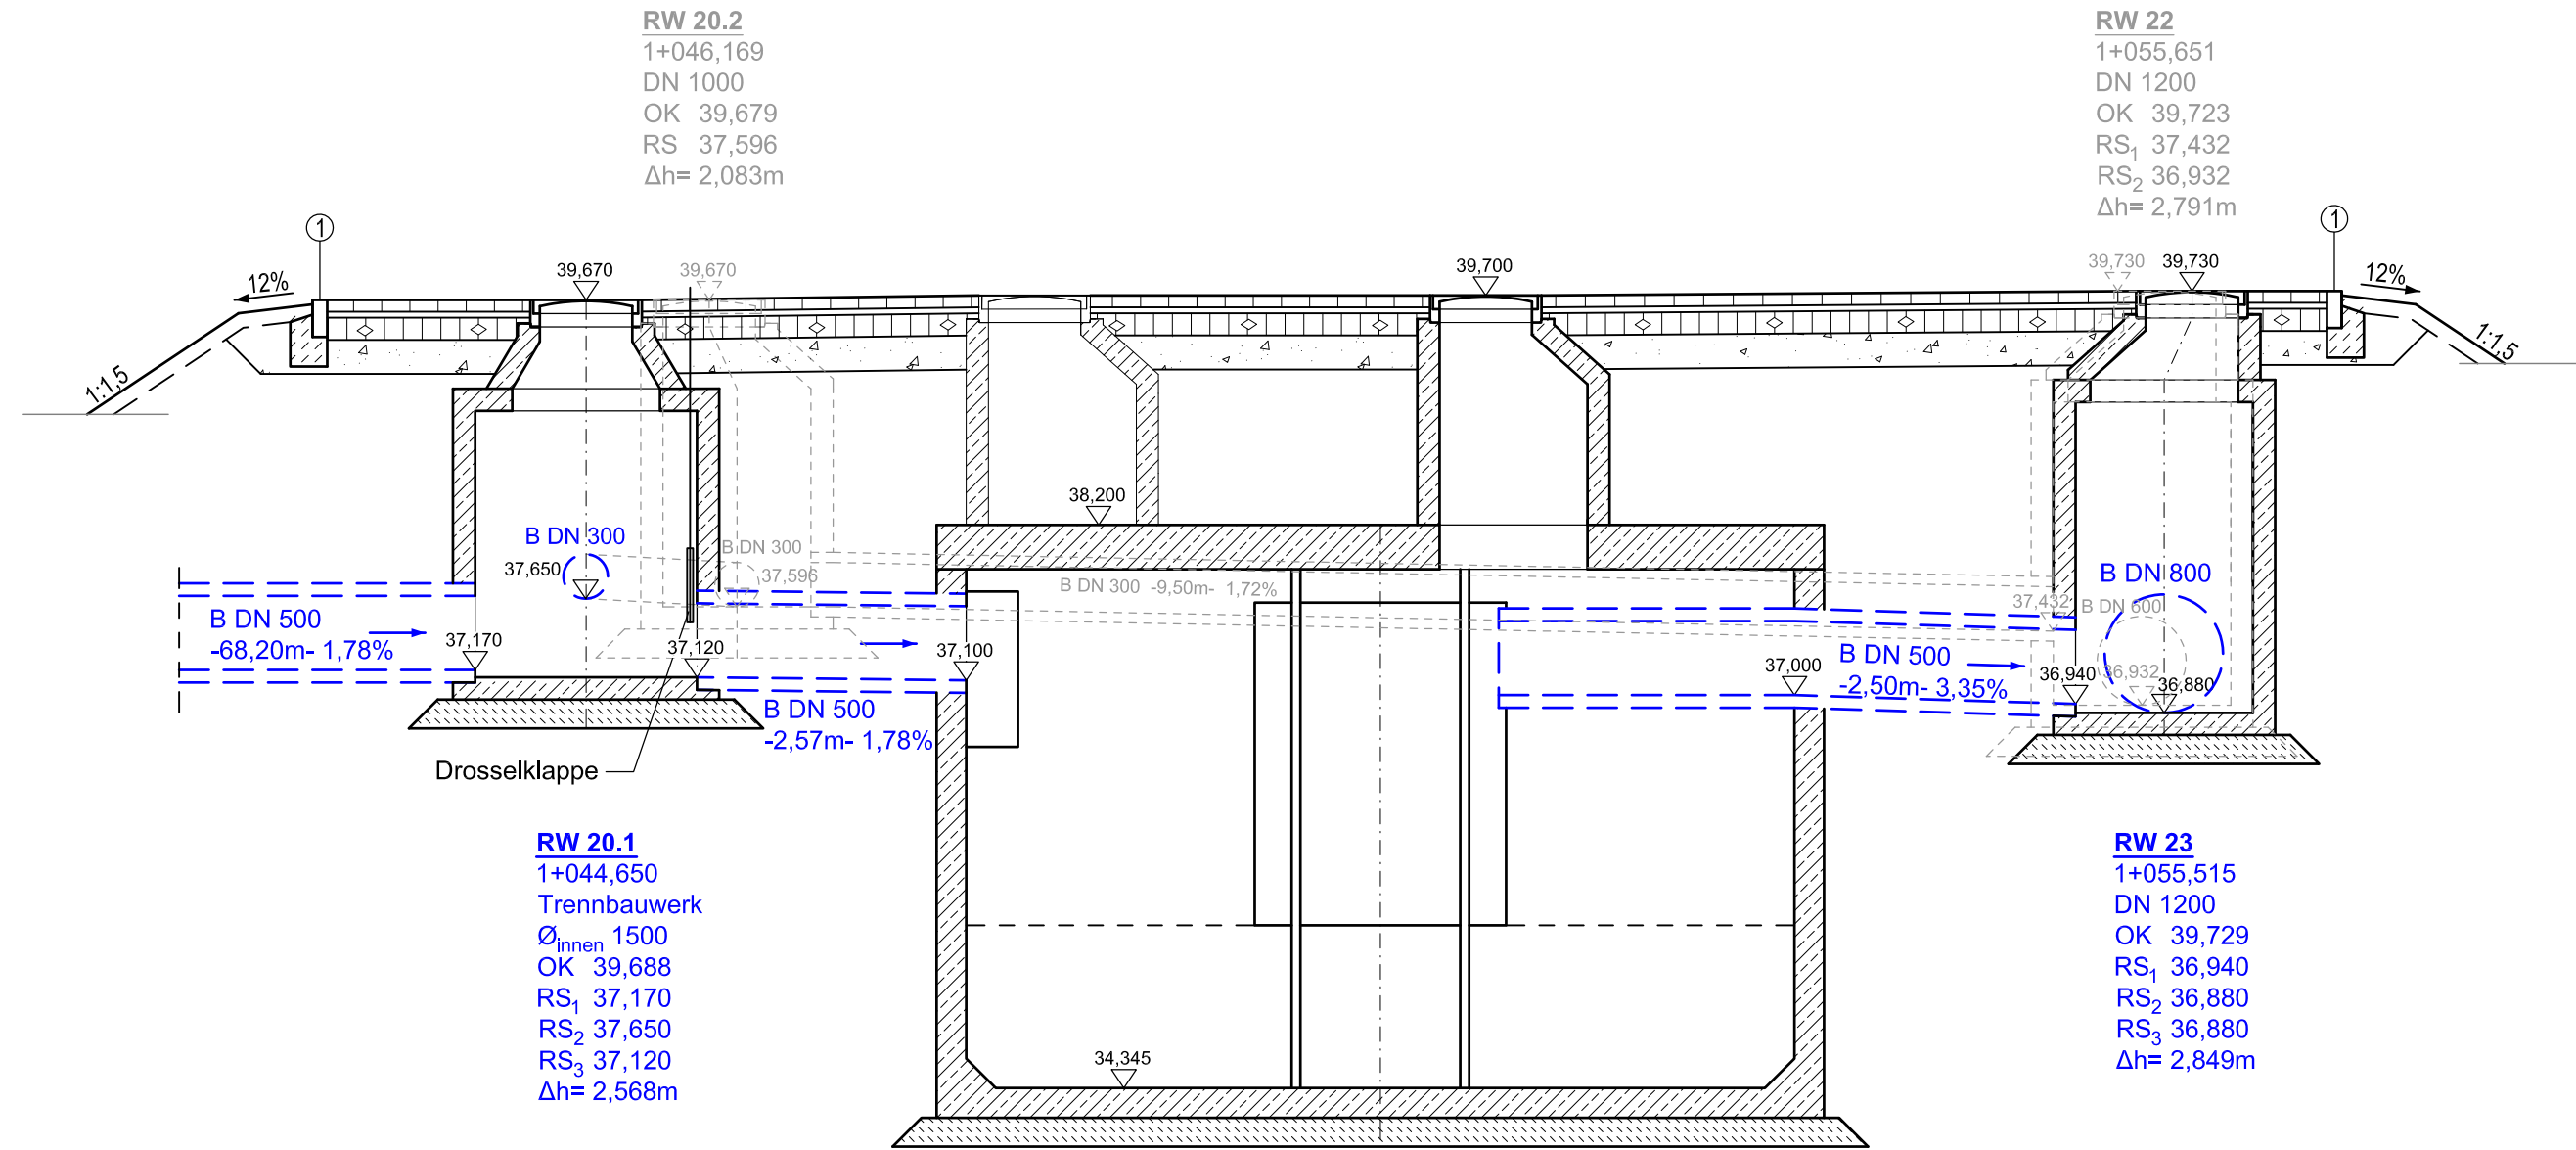 RW 20.2
1+046,169
DN 1000
OK 39,679
RS 37,596
Δh= 2,083m
RW 22
1+055,651
DN 1200
OK 39,723
RS1 37,432
RS2 36,932
Δh= 2,791m
1
1
12%
39,670
39,670
39,700
39,730
39,730
12%
1:1,5
1:1,5
38,200
B DN 300
B DN 300
37,650
37,596
B DN 300 -9,50m- 1,72%
B DN 800
37,432
B DN 600
B DN 500
-68,20m- 1,78%
37,170
37,120
37,100
37,000
B DN 500
-2,50m- 3,35%
36,940
36,932
36,880
B DN 500
-2,57m- 1,78%
Drosselklappe
RW 20.1
1+044,650
Trennbauwerk
Øinnen 1500
OK 39,688
RS1 37,170
RS2 37,650
RS3 37,120
Δh= 2,568m
RW 23
1+055,515
DN 1200
OK 39,729
RS1 36,940
RS2 36,880
RS3 36,880
Δh= 2,849m
34,345